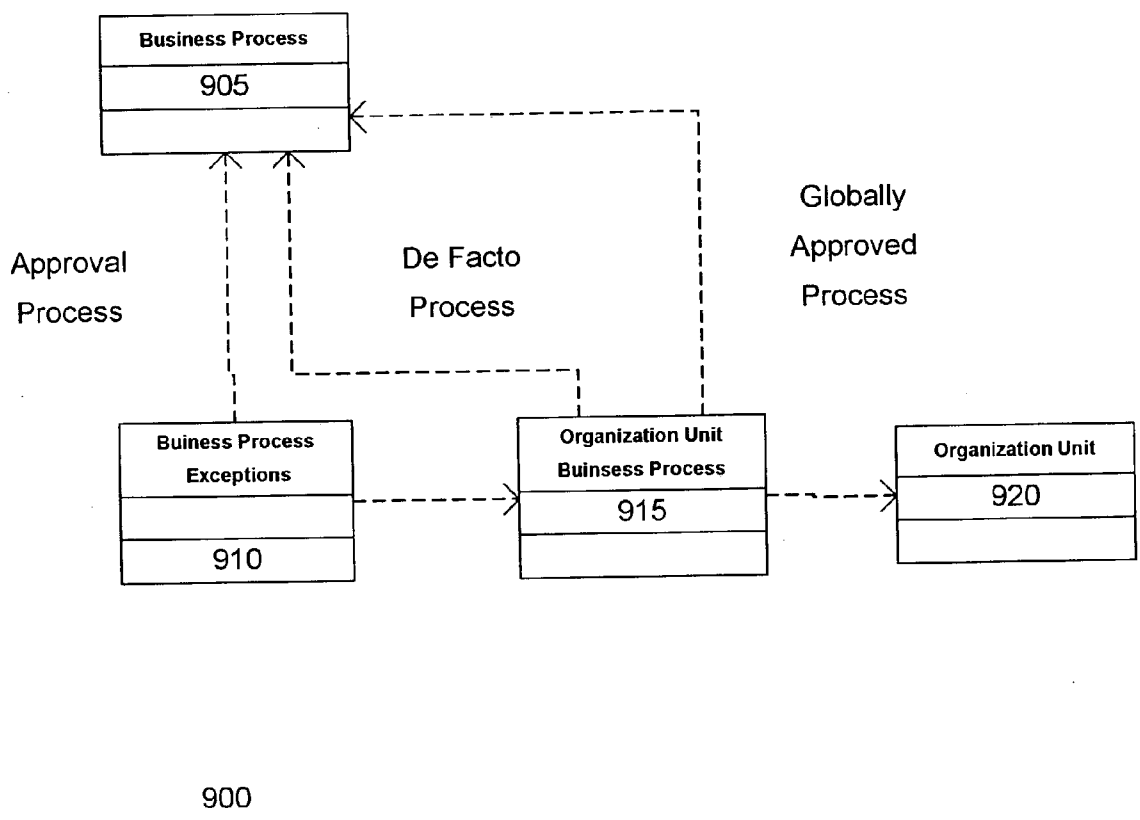 Business Process
905
Globally
Approved
Process
De Facto
Process
Approval
Process
Buiness Process
Exceptions
910
Organization Unit
Buinsess Process
915
Organization Unit
920
900